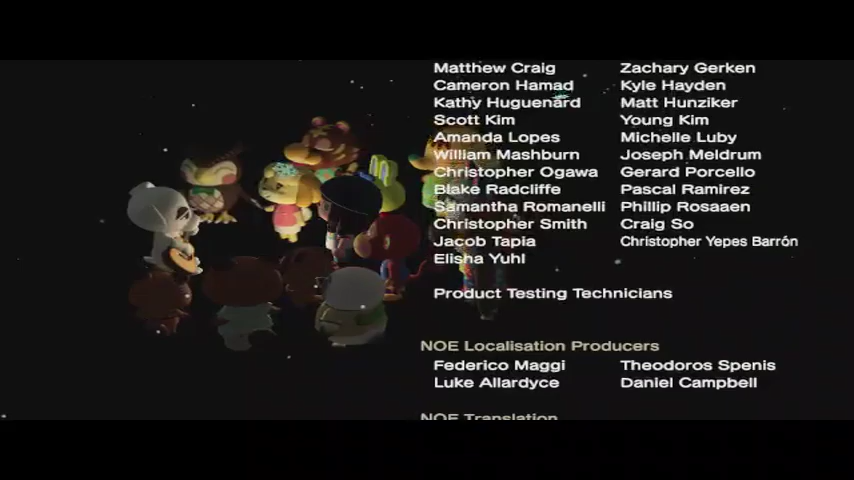 Matthew Craig Zachary Gerken
Cameron Hamad Kyle Hayden
Kathy Huguenard Matt Hunziker
Scott Kim Young Kim
Amanda Lopes Michelle Luby
William Mashburn Joseph Meldrum
Christopher Ogawa Gerard Porcello
Blake Radcliffe Pascal Ramirez
Samantha Romanelli Phillip Rosaaen
Christopher Smith Craig So
Jacob Tapia Christopher Yepes Barrón
Elisha Yuhl
Product Testing Technicians
NOE Localisation Producers
Federico Maggi Theodoros Spenis
Luke Allardyce Daniel Campbell
NOE Translation